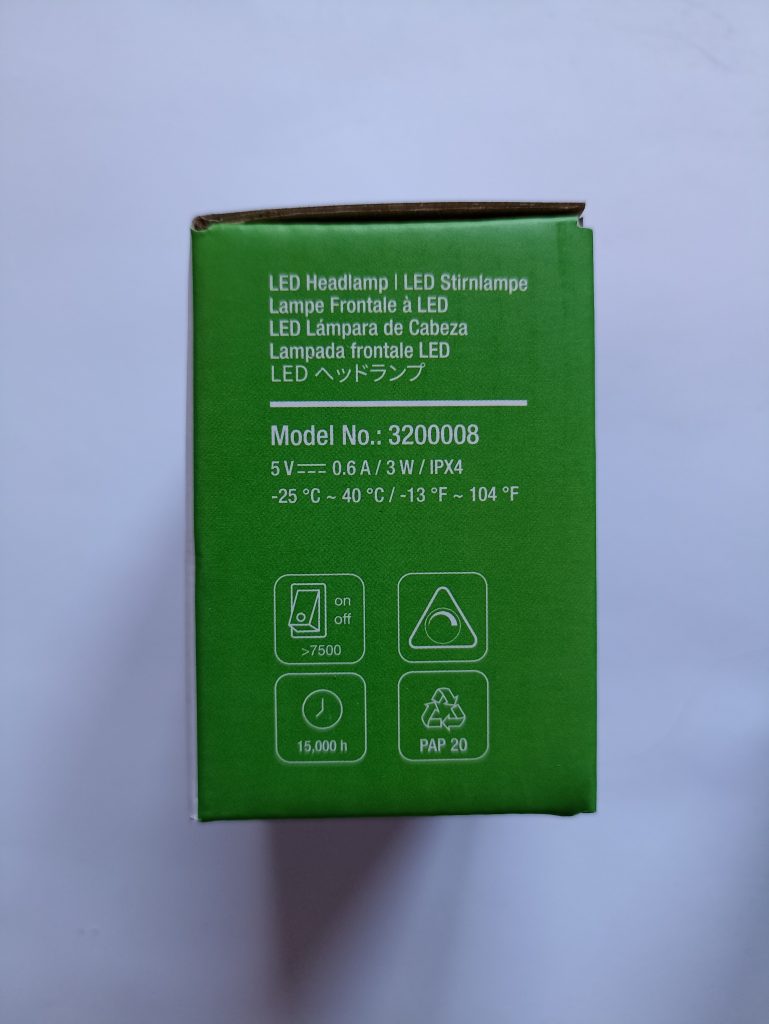 LED Headlamp | LED Stirnlampe
Lampe Frontale à LED
LED Lámpara de Cabeza
Lampada frontale LED
LED ヘッドランプ
Model No.: 3200008
5 V⎓ 0.6 A / 3 W / IPX4
-25 °C ~ 40 °C / -13 °F ~ 104 °F
on
off
>7500
15,000 h
PAP 20